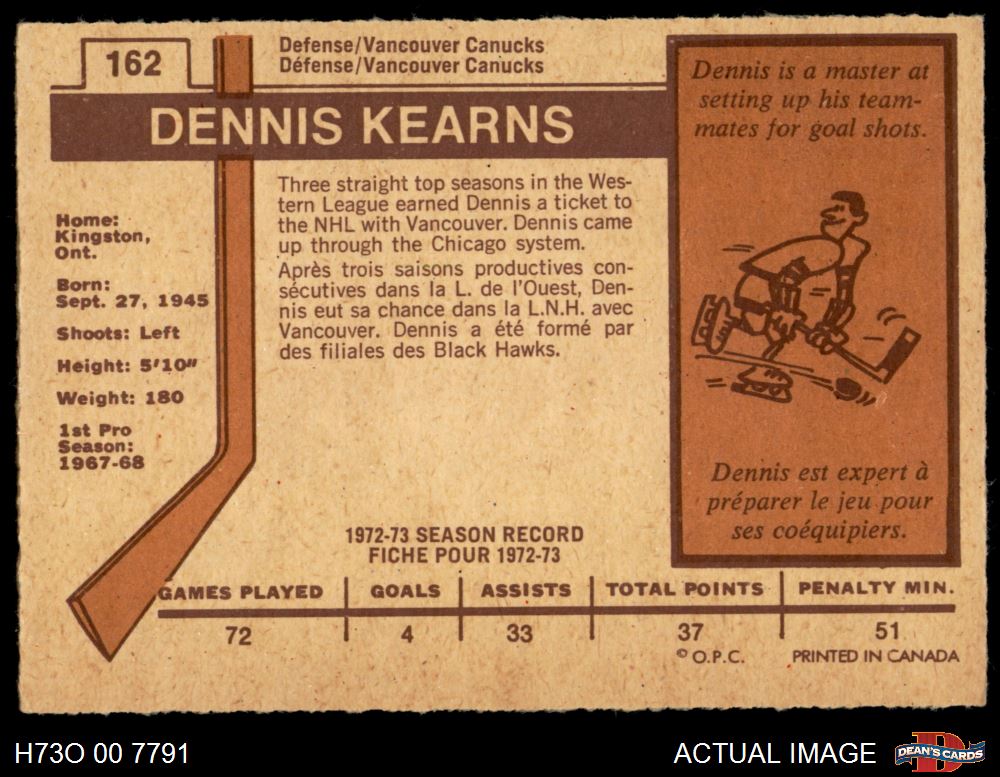 162
Defense/Vancouver Canucks
Défense/Vancouver Canucks
DENNIS KEARNS
Home:
Kingston,
Ont.
Born:
Sept. 27, 1945
Shoots: Left
Height: 5'10"
Weight: 180
1st Pro
Season:
1967-68
Three straight top seasons in the Wes-
tern League earned Dennis a ticket to
the NHL with Vancouver. Dennis came
up through the Chicago system.
Après trois saisons productives con-
sécutives dans la L. de l'Ouest, Den-
nis eut sa chance dans la L.N.H. avec
Vancouver. Dennis a été formé par
des filiales des Black Hawks.
Dennis is a master at
setting up his team-
mates for goal shots.
Dennis est expert à
préparer le jeu pour
ses coéquipiers.
1972-73 SEASON RECORD
FICHE POUR 1972-73
GAMES PLAYED GOALS ASSISTS TOTAL POINTS PENALTY MIN.
72 4 33 37 51
© O.P.C. PRINTED IN CANADA
H73O 00 7791
ACTUAL IMAGE
D
DEAN'S CARDS